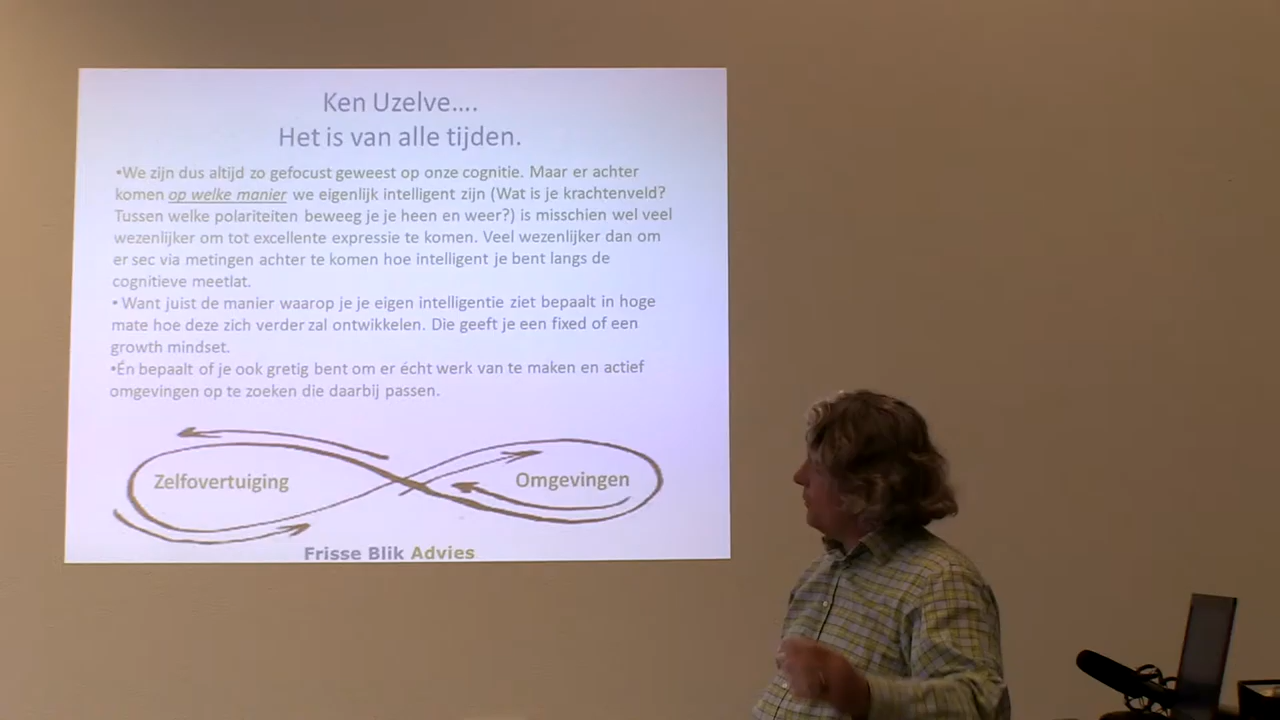 Ken Uzelve....
Het is van alle tijden.
•We zijn dus altijd zo gefocust geweest op onze cognitie. Maar er achter
komen op welke manier we eigenlijk intelligent zijn (Wat is je krachtenveld?
Tussen welke polariteiten beweeg je je heen en weer?) is misschien wel veel
wezenlijker om tot excellente expressie te komen. Veel wezenlijker dan om
er sec via metingen achter te komen hoe intelligent je bent langs de
cognitieve meetlat.
• Want juist de manier waarop je je eigen intelligentie ziet bepaalt in hoge
mate hoe deze zich verder zal ontwikkelen. Die geeft je een fixed of een
growth mindset.
•Én bepaalt of je ook gretig bent om er écht werk van te maken en actief
omgevingen op te zoeken die daarbij passen.
Zelfovertuiging
Omgevingen
Frisse Blik Advies